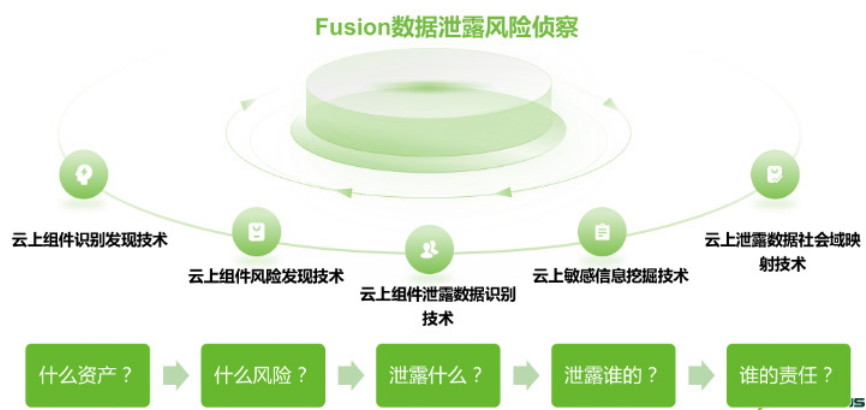 Fusion数据泄露风险侦察
云上组件识别发现技术
云上组件风险发现技术
云上组件泄露数据识别
技术
云上敏感信息挖掘技术
云上泄露数据社会域映
射技术
什么资产？
什么风险？
泄露什么？
泄露谁的？
谁的责任？